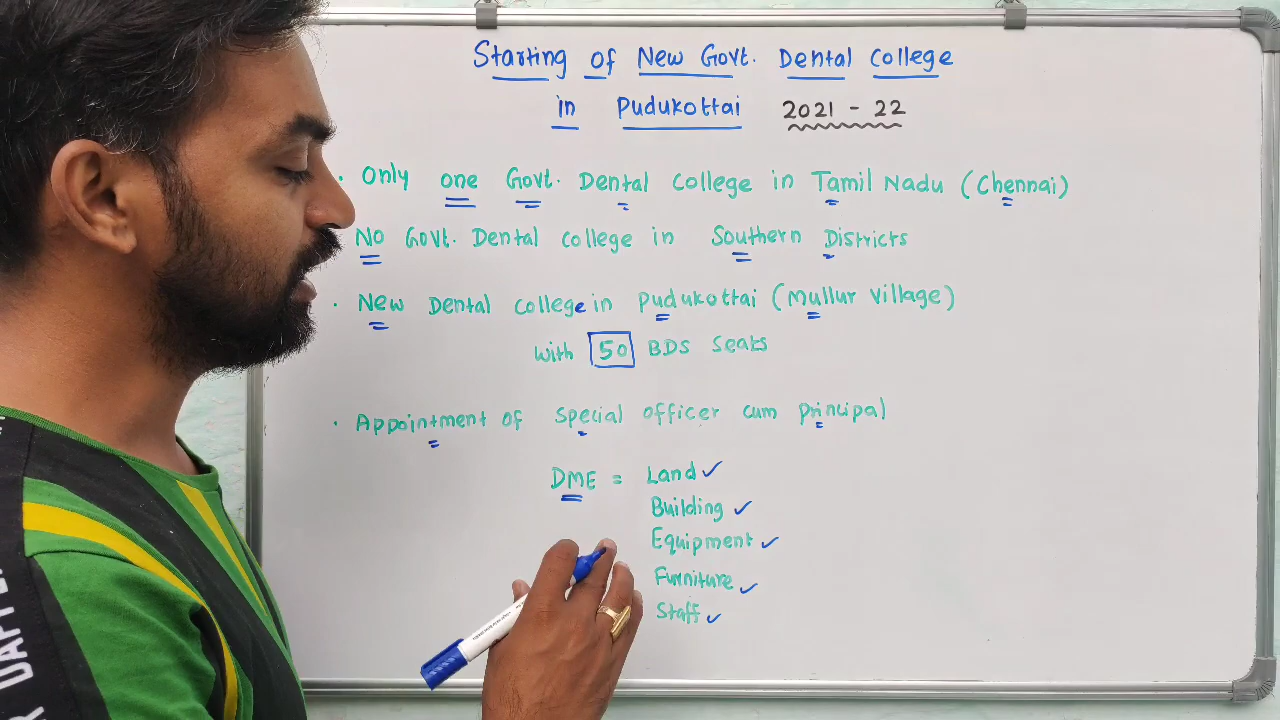 Starting of New Govt. Dental College
in Pudukottai 2021 - 22
· Only one Govt. Dental College in Tamil Nadu (Chennai)
NO Govt. Dental college in Southern Districts
· New Dental college in Pudukottai (Mullur Village)
With 50 BDS Seats
· Appointment of Special officer cum Principal
DME = Land ✓
Building ✓
Equipment ✓
Furniture ✓
Staff ✓